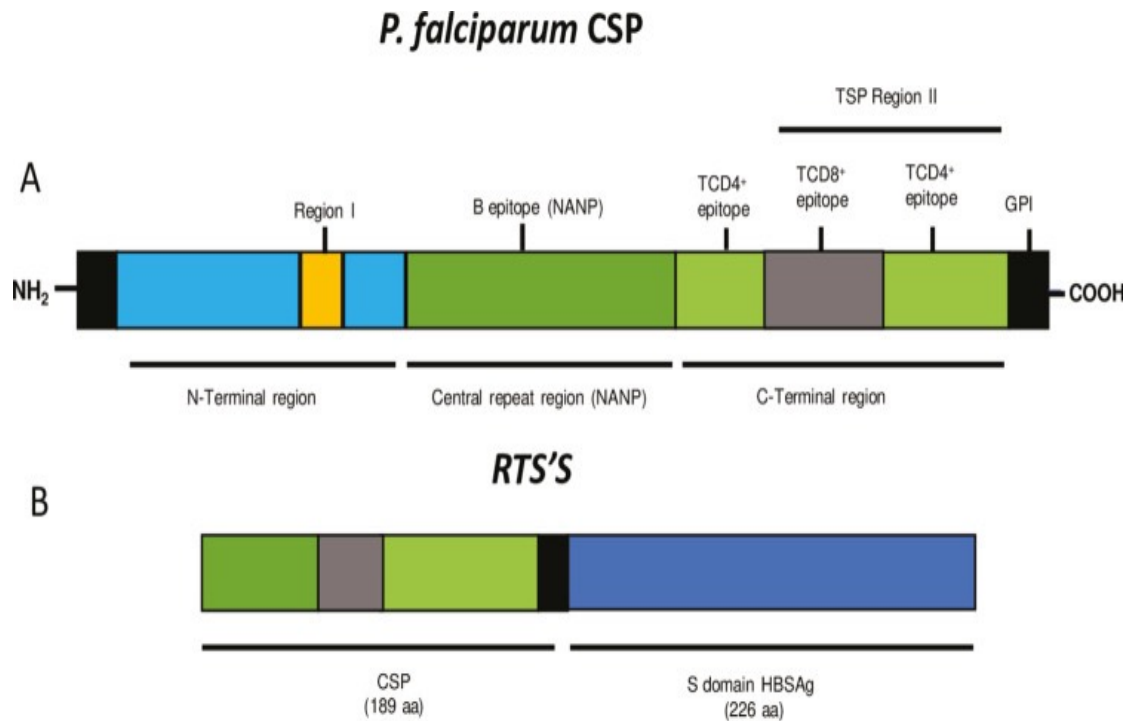 P. falciparum CSP
TSP Region II
A
Region I
B epitope (NANP)
TCD4+
epitope
TCD8+
epitope
TCD4+
epitope
GPI
NH2
COOH
N-Terminal region
Central repeat region (NANP)
C-Terminal region
RTS'S
B
CSP
(189 aa)
S domain HBSAg
(226 aa)